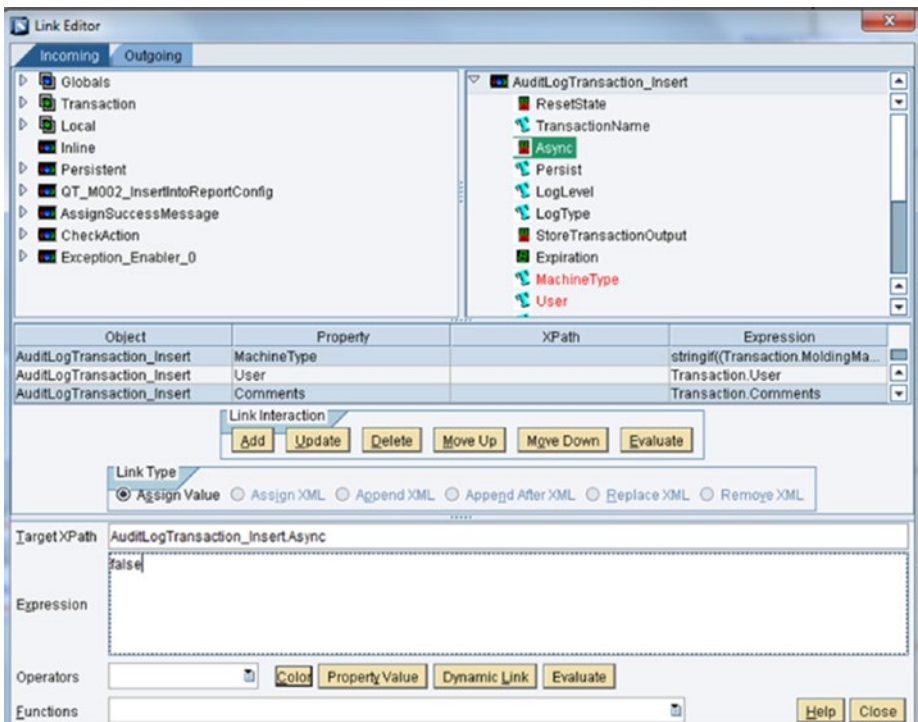 Link Editor
Incoming Outgoing
Globals
Transaction
Local
Inline
Persistent
QT_M002_InsertIntoReportConfig
AssignSuccessMessage
CheckAction
Exception_Enabler_0
AuditLogTransaction_Insert
ResetState
TransactionName
Async
Persist
LogLevel
LogType
StoreTransactionOutput
Expiration
MachineType
User
Object Property XPath Expression
AuditLogTransaction_Insert MachineType stringif((Transaction.MoldingMa...
AuditLogTransaction_Insert User Transaction.User
AuditLogTransaction_Insert Comments Transaction.Comments
Link Interaction
Add Update Delete Move Up Move Down Evaluate
Link Type
Assign Value Assign XML Append XML Append After XML Replace XML Remove XML
Target XPath AuditLogTransaction_Insert.Async
false
Expression
Operators Color Property Value Dynamic Link Evaluate
Functions Help Close